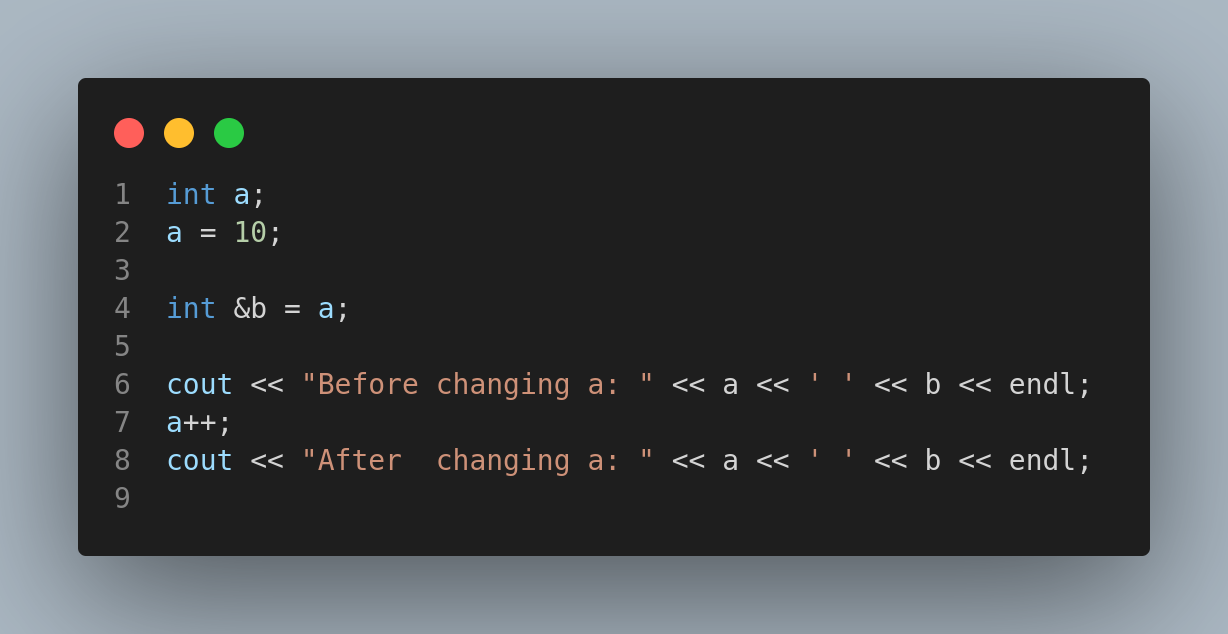 1 int a;
2 a = 10;
3
4 int &b = a;
5
6 cout << "Before changing a: " << a << ' ' << b << endl;
7 a++;
8 cout << "After  changing a: " << a << ' ' << b << endl;
9